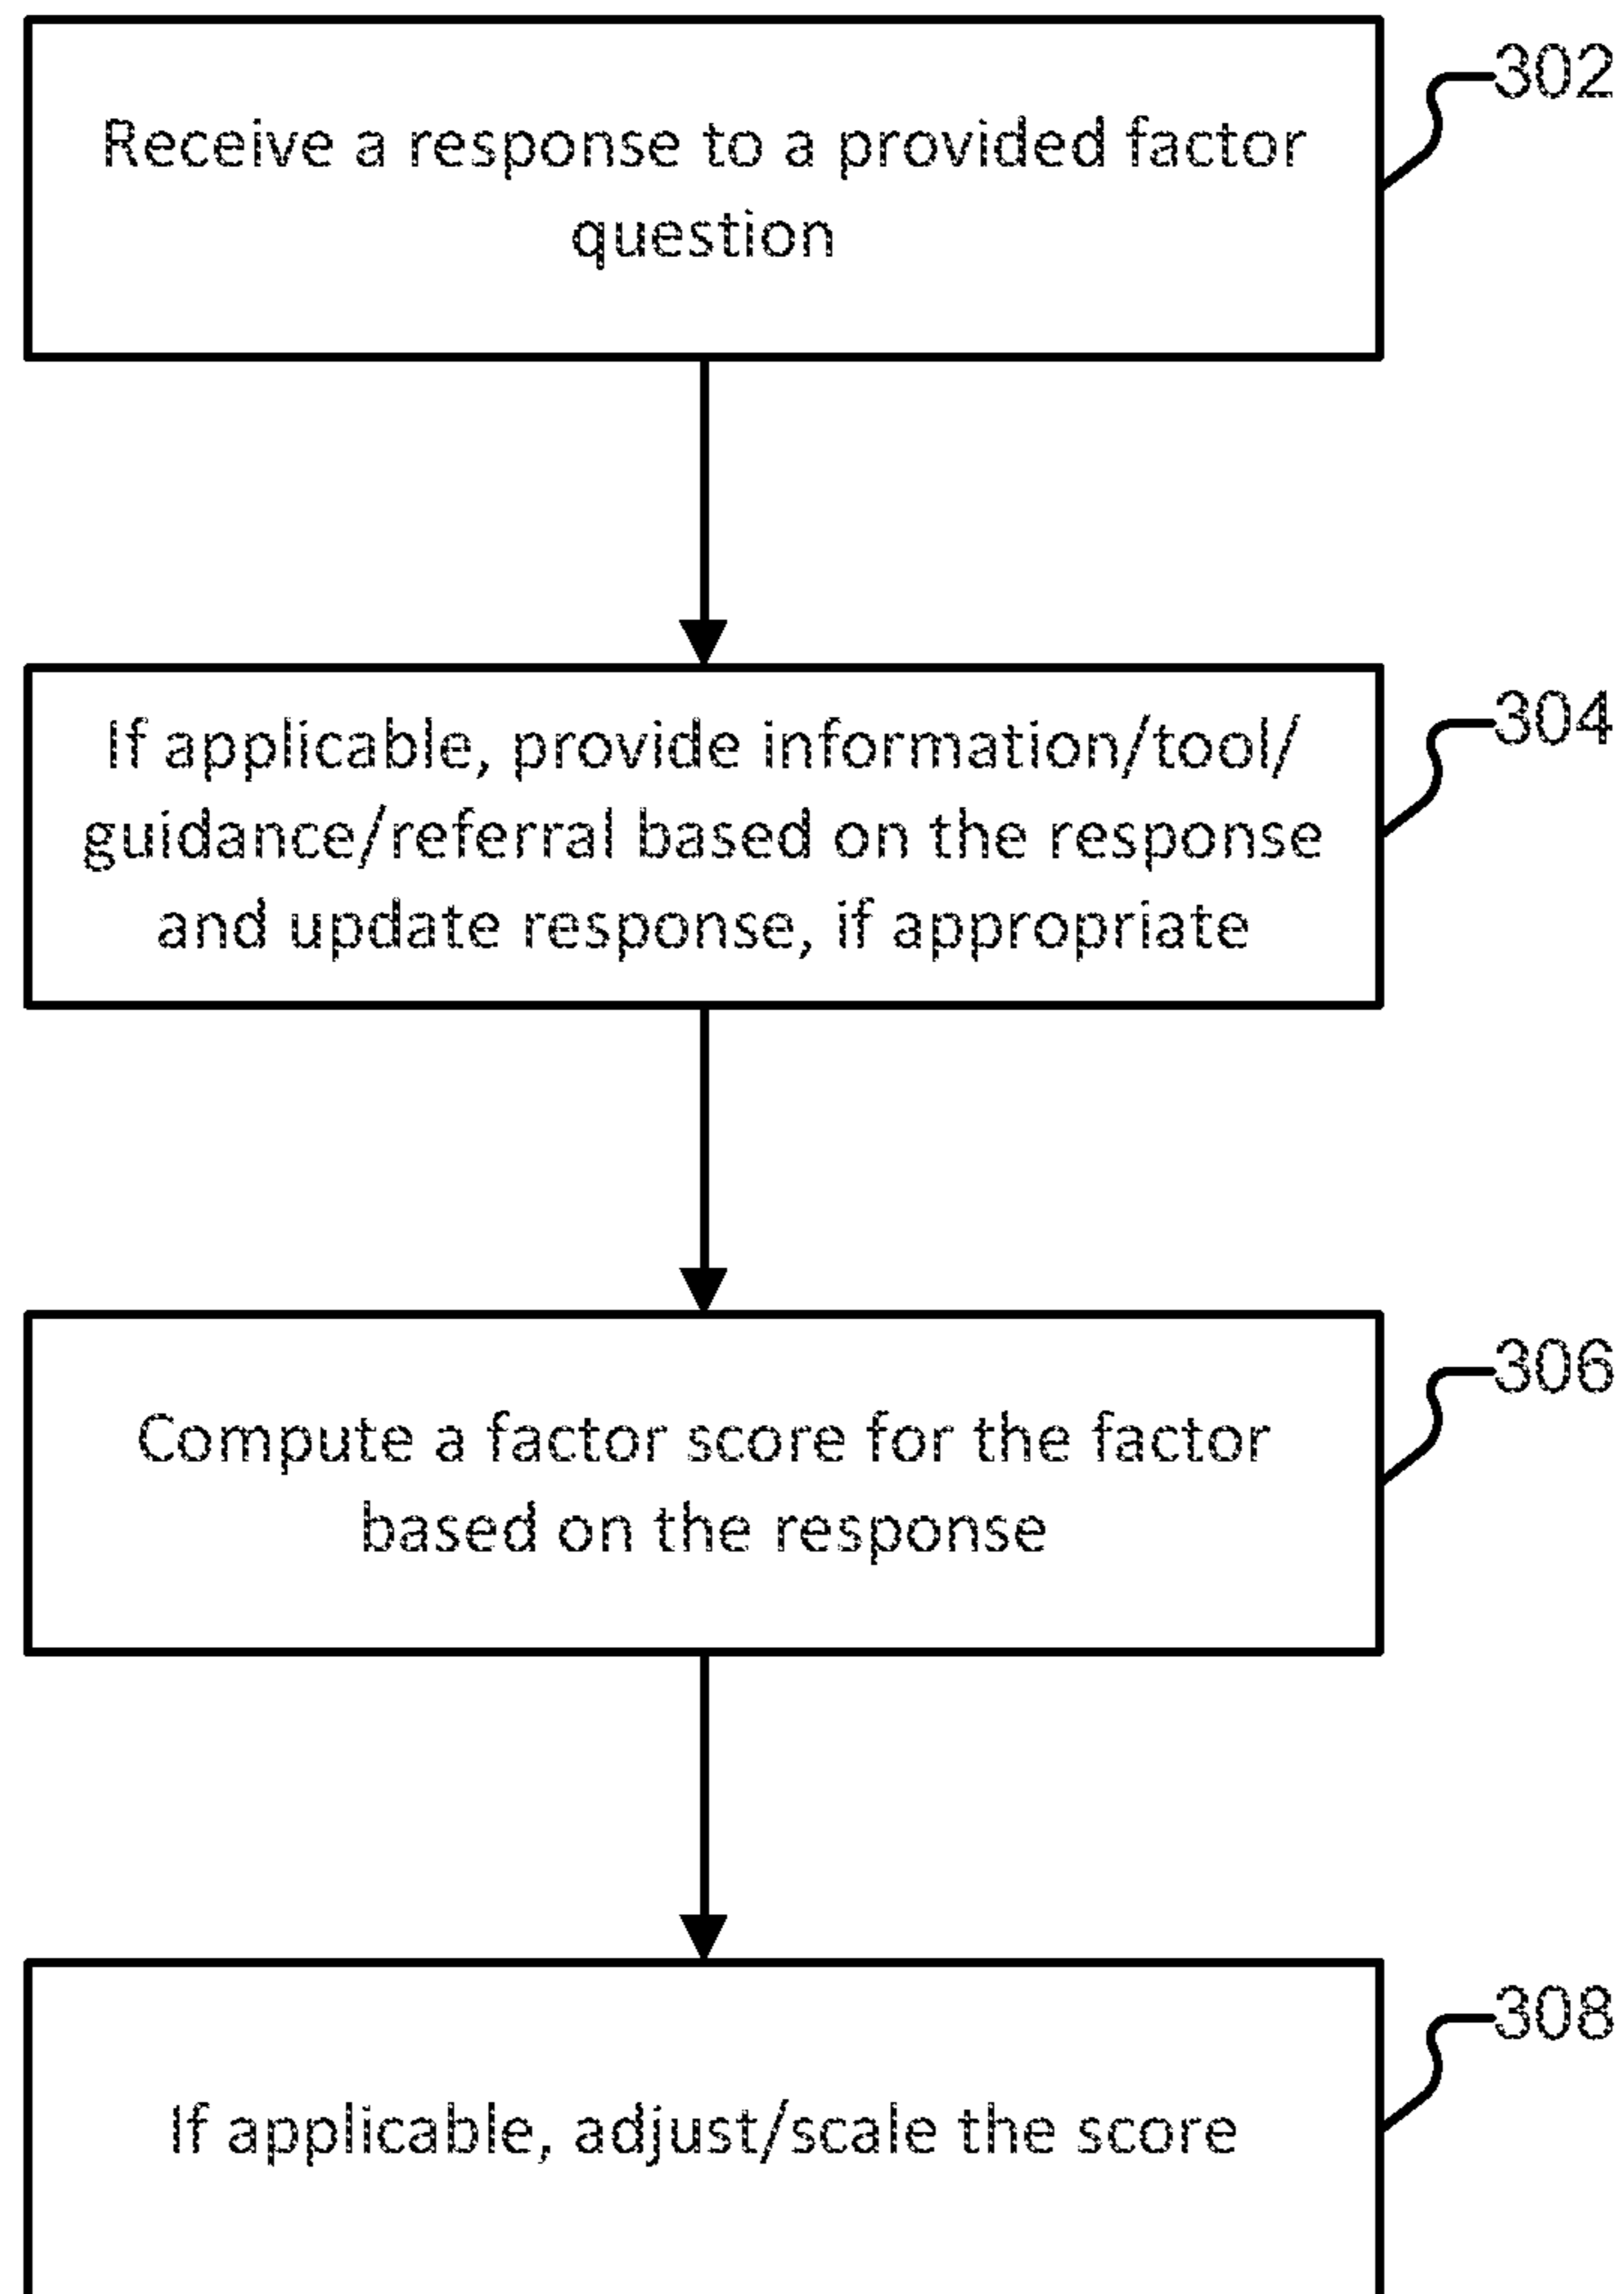 302
Receive a response to a provided factor
question
304
If applicable, provide information/tool/
guidance/referral based on the response
and update response, if appropriate
306
Compute a factor score for the factor
based on the response
308
If applicable, adjust/scale the score